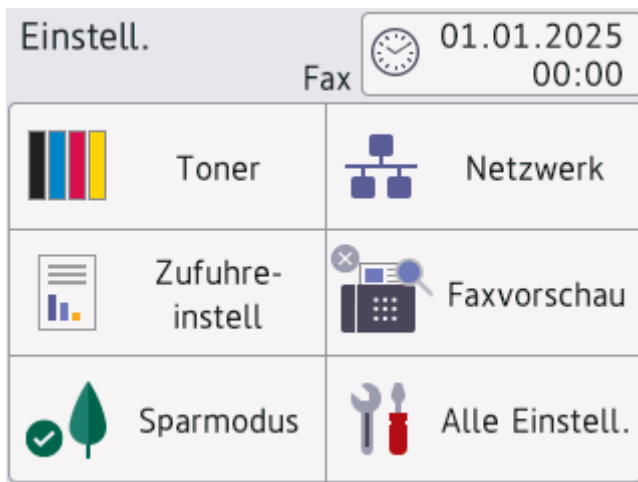 Einstell.
01.01.2025
Fax
00:00
Toner
Netzwerk
Zufuhre-
instell
Faxvorschau
Sparmodus
Alle Einstell.